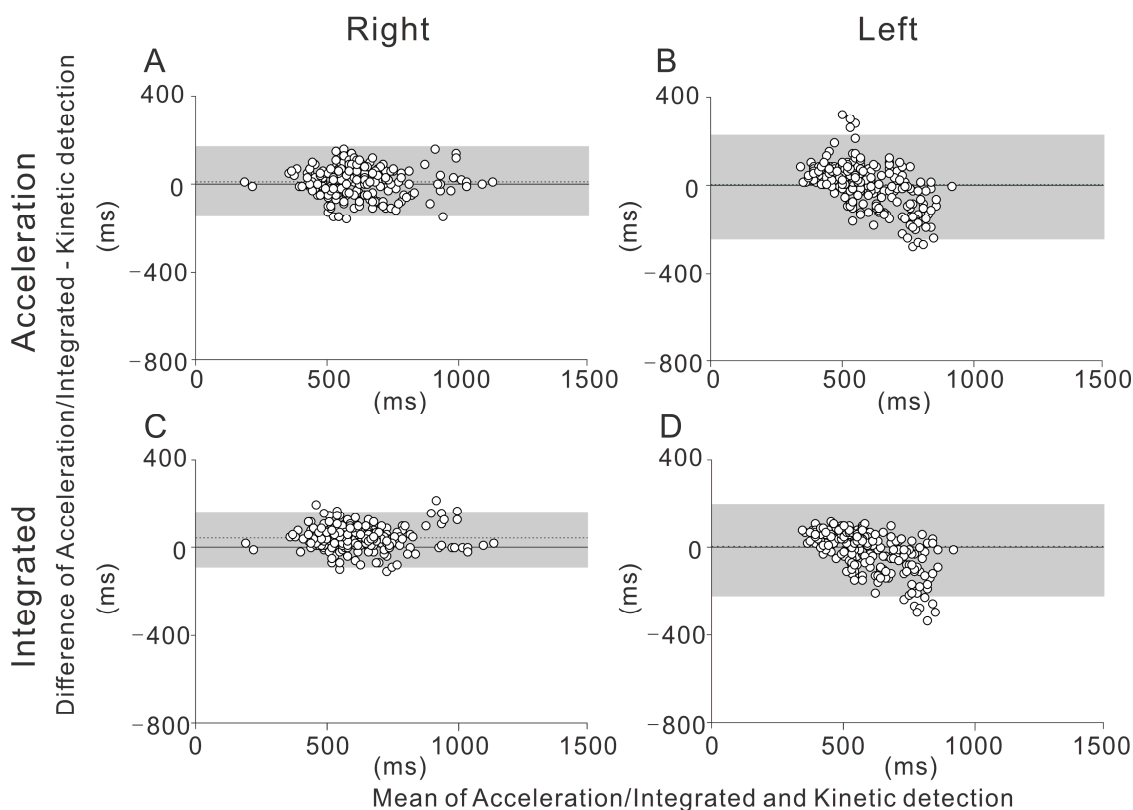 Right
Left
A
B
400
0
−400
−800
(ms)
0
500
1000
1500
(ms)
400
0
−400
−800
(ms)
0
500
1000
1500
(ms)
C
D
400
0
−400
−800
(ms)
0
500
1000
1500
(ms)
400
0
−400
−800
(ms)
0
500
1000
1500
(ms)
Acceleration
Integrated
Difference of Acceleration/Integrated - Kinetic detection
Mean of Acceleration/Integrated and Kinetic detection